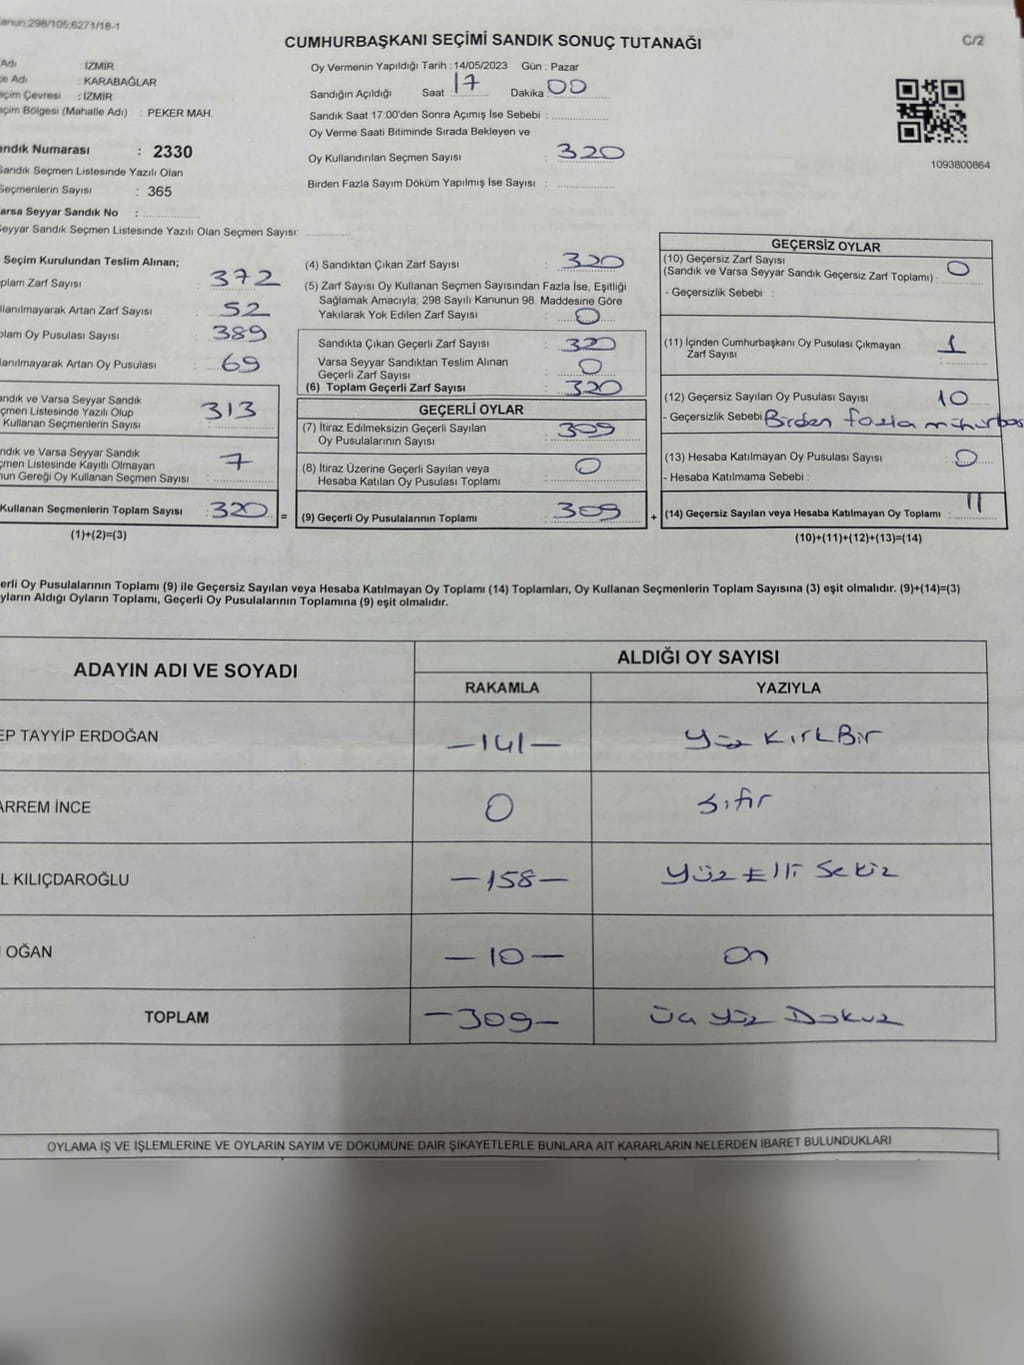 anun:298/105;6271/18-1
C/2
CUMHURBAŞKANI SEÇİMİ SANDIK SONUÇ TUTANAĞI
Adı : İZMİR
çe Adı : KARABAĞLAR
eçim Çevresi : İZMİR
eçim Bölgesi (Mahalle Adı) : PEKER MAH.
andık Numarası : 2330
Sandık Seçmen Listesinde Yazılı Olan
Seçmenlerin Sayısı : 365
Varsa Seyyar Sandık No :
Seyyar Sandık Seçmen Listesinde Yazılı Olan Seçmen Sayısı:
Oy Vermenin Yapıldığı Tarih : 14/05/2023 Gün : Pazar
Sandığın Açıldığı Saat 17 Dakika 00
Sandık Saat 17:00'den Sonra Açımış İse Sebebi :
Oy Verme Saati Bitiminde Sırada Bekleyen ve
Oy Kullandırılan Seçmen Sayısı : 320
Birden Fazla Sayım Döküm Yapılmış İse Sayısı :
1093800864
Seçim Kurulundan Teslim Alınan;
plam Zarf Sayısı : 372
llanılmayarak Artan Zarf Sayısı : 52
plam Oy Pusulası Sayısı : 389
lanılmayarak Artan Oy Pusulası : 69
andık ve Varsa Seyyar Sandık
çmen Listesinde Yazılı Olup
Kullanan Seçmenlerin Sayısı : 313
ndık ve Varsa Seyyar Sandık
çmen Listesinde Kayıtlı Olmayan
nun Gereği Oy Kullanan Seçmen Sayısı : 7
Kullanan Seçmenlerin Toplam Sayısı : 320 =
(1)+(2)=(3)
(4) Sandıktan Çıkan Zarf Sayısı : 320
(5) Zarf Sayısı Oy Kullanan Seçmen Sayısından Fazla İse, Eşitliği
Sağlamak Amacıyla; 298 Sayılı Kanunun 98. Maddesine Göre
Yakılarak Yok Edilen Zarf Sayısı : 0
Sandıkta Çıkan Geçerli Zarf Sayısı : 320
Varsa Seyyar Sandıktan Teslim Alınan
Geçerli Zarf Sayısı : 0
(6) Toplam Geçerli Zarf Sayısı : 320
GEÇERLİ OYLAR
(7) İtiraz Edilmeksizin Geçerli Sayılan
Oy Pusulalarının Sayısı : 309
(8) İtiraz Üzerine Geçerli Sayılan veya
Hesaba Katılan Oy Pusulası Toplamı : 0
(9) Geçerli Oy Pusulalarının Toplamı : 309 +
GEÇERSİZ OYLAR
(10) Geçersiz Zarf Sayısı
(Sandık ve Varsa Seyyar Sandık Geçersiz Zarf Toplamı) : 0
- Geçersizlik Sebebi :
(11) İçinden Cumhurbaşkanı Oy Pusulası Çıkmayan
Zarf Sayısı : 1
(12) Geçersiz Sayılan Oy Pusulası Sayısı : 10
- Geçersizlik Sebebi Birden fazla mühürbas
(13) Hesaba Katılmayan Oy Pusulası Sayısı : 0
- Hesaba Katılmama Sebebi :
(14) Geçersiz Sayılan veya Hesaba Katılmayan Oy Toplamı : 11
(10)+(11)+(12)+(13)=(14)
erli Oy Pusulalarının Toplamı (9) ile Geçersiz Sayılan veya Hesaba Katılmayan Oy Toplamı (14) Toplamları, Oy Kullanan Seçmenlerin Toplam Sayısına (3) eşit olmalıdır. (9)+(14)=(3)
yların Aldığı Oyların Toplamı, Geçerli Oy Pusulalarının Toplamına (9) eşit olmalıdır.
ADAYIN ADI VE SOYADI ALDIĞI OY SAYISI
RAKAMLA YAZIYLA
EP TAYYİP ERDOĞAN -141- Yüz Kırk Bir
ARREM İNCE 0 Sıfır
L KILIÇDAROĞLU -158- Yüz Elli Sekiz
OĞAN -10- On
TOPLAM -309- Üç Yüz Dokuz
OYLAMA İŞ VE İŞLEMLERİNE VE OYLARIN SAYIM VE DÖKÜMÜNE DAİR ŞİKAYETLERLE BUNLARA AİT KARARLARIN NELERDEN İBARET BULUNDUKLARI